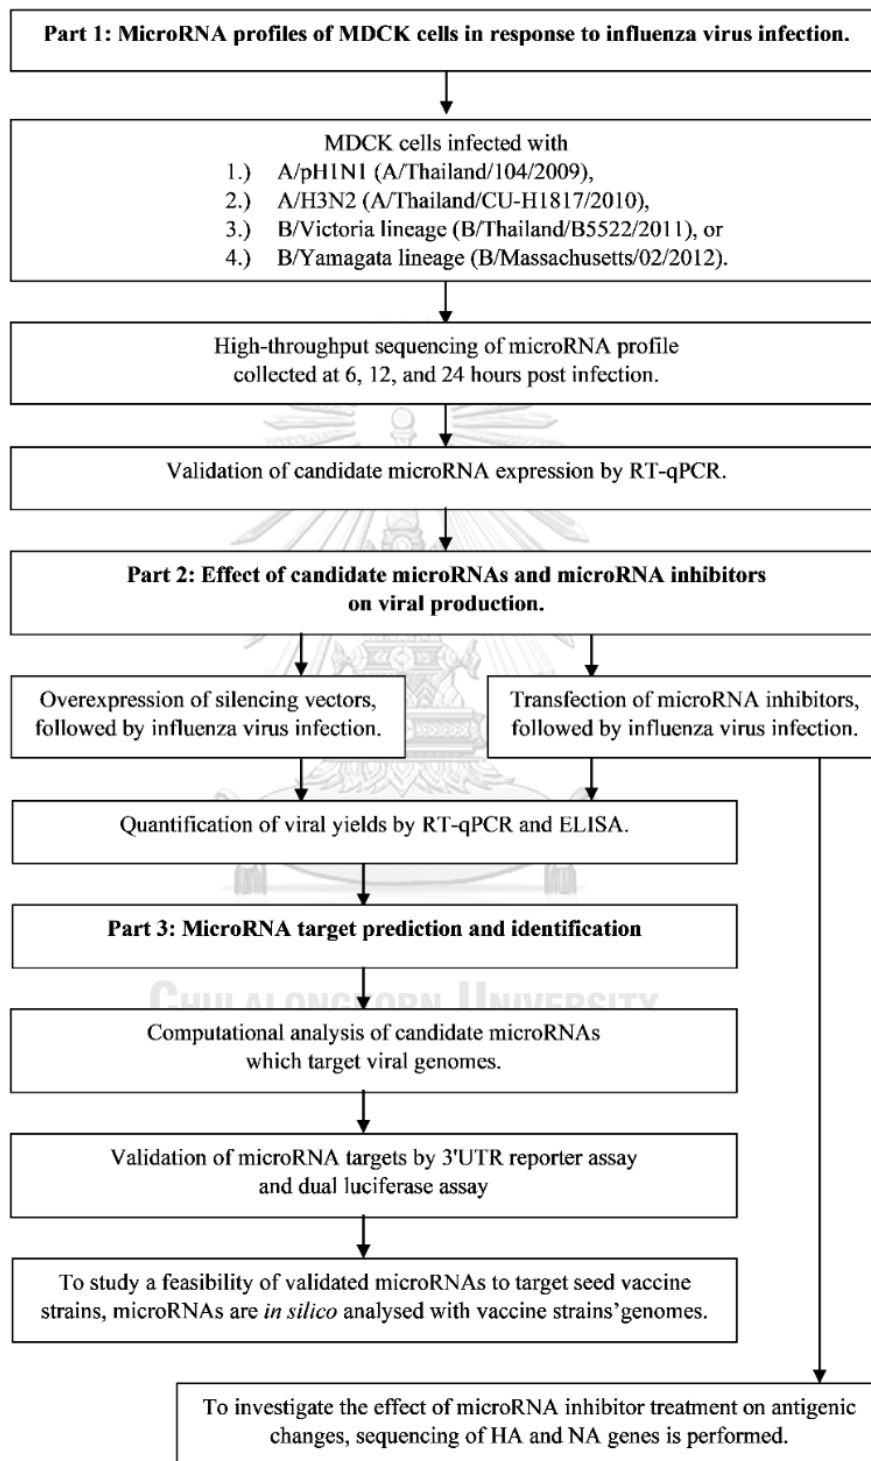 Part 1: MicroRNA profiles of MDCK cells in response to influenza virus infection.
MDCK cells infected with
1.) A/pH1N1 (A/Thailand/104/2009),
2.) A/H3N2 (A/Thailand/CU-H1817/2010),
3.) B/Victoria lineage (B/Thailand/B5522/2011), or
4.) B/Yamagata lineage (B/Massachusetts/02/2012).
High-throughput sequencing of microRNA profile
collected at 6, 12, and 24 hours post infection.
Validation of candidate microRNA expression by RT-qPCR.
Part 2: Effect of candidate microRNAs and microRNA inhibitors
on viral production.
Overexpression of silencing vectors,
followed by influenza virus infection.
Transfection of microRNA inhibitors,
followed by influenza virus infection.
Quantification of viral yields by RT-qPCR and ELISA.
Part 3: MicroRNA target prediction and identification
CHULALONGKORN UNIVERSITY
Computational analysis of candidate microRNAs
which target viral genomes.
Validation of microRNA targets by 3'UTR reporter assay
and dual luciferase assay
To study a feasibility of validated microRNAs to target seed vaccine
strains, microRNAs are in silico analysed with vaccine strains'genomes.
To investigate the effect of microRNA inhibitor treatment on antigenic
changes, sequencing of HA and NA genes is performed.